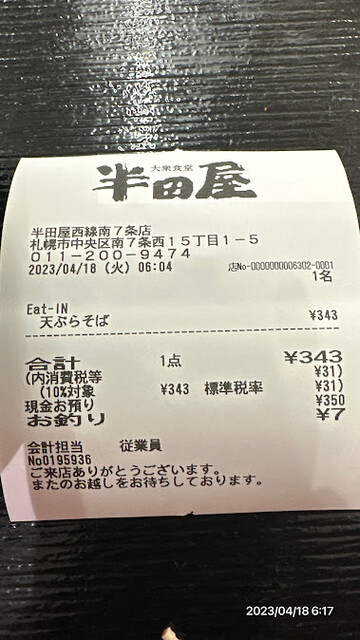 大衆食堂
半田屋
半田屋西線南7条店
札幌市中央区南7条西15丁目1-5
011-200-9474
2023/04/18 (火) 06:04 店No-0000000006302-0001
1名
Eat-IN
天ぷらそば ¥343
合計 1点 ¥343
(内消費税等 ¥31)
(10%対象 ¥343 標準税率 ¥31)
現金お預り ¥350
お釣り ¥7
会計担当 従業員
No0195936
ご来店ありがとうございます。
またのお越しをお待ちしております。
2023/04/18 6:17